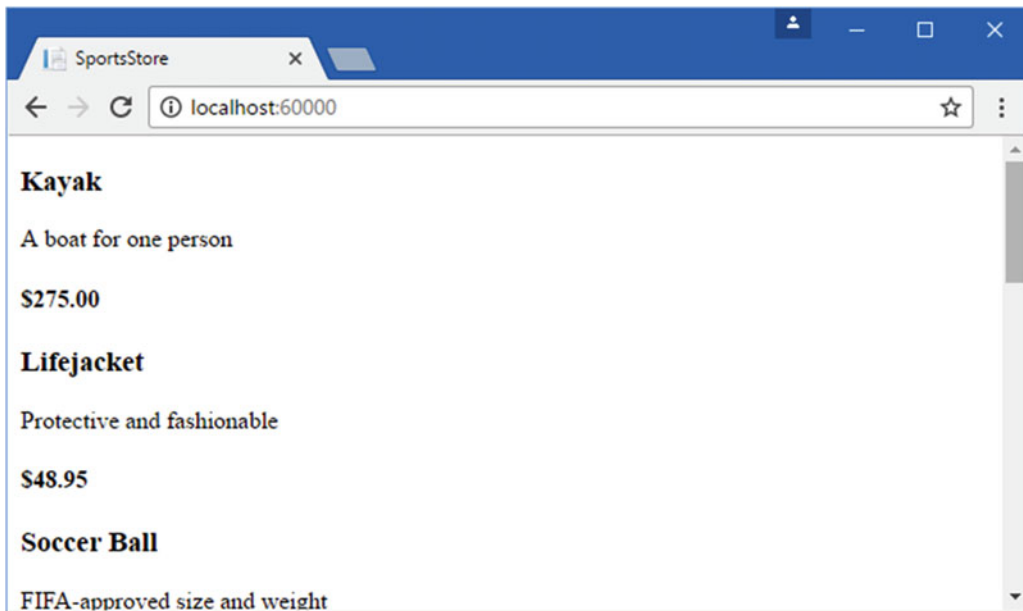 SportsStore
localhost:60000
Kayak
A boat for one person
$275.00
Lifejacket
Protective and fashionable
$48.95
Soccer Ball
FIFA-approved size and weight